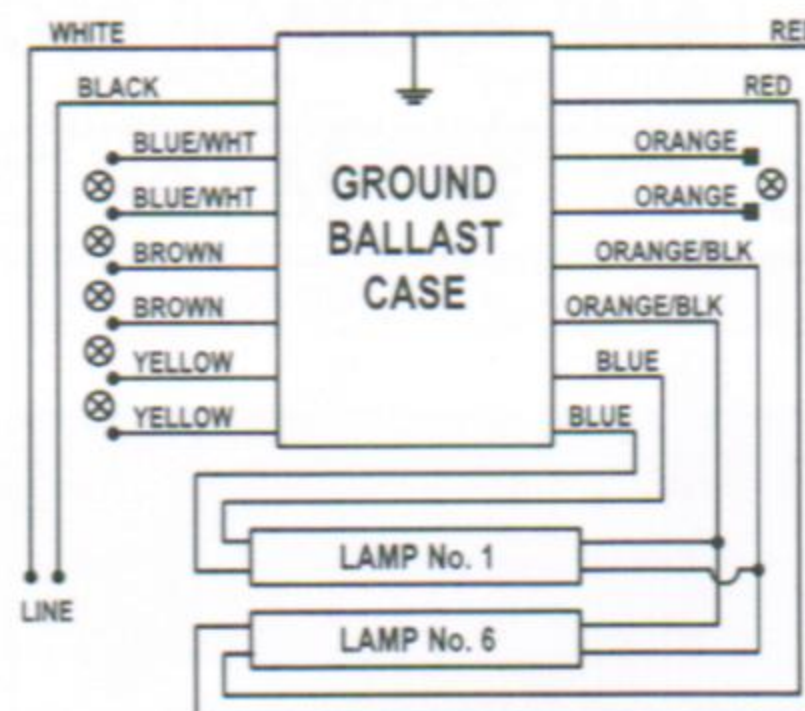 WHITE
BLACK
BLUE/WHT
BLUE/WHT
BROWN
BROWN
YELLOW
YELLOW
LINE
GROUND
BALLAST
CASE
RED
ORANGE
ORANGE
ORANGE/BLK
ORANGE/BLK
BLUE
BLUE
LAMP No. 1
LAMP No. 6